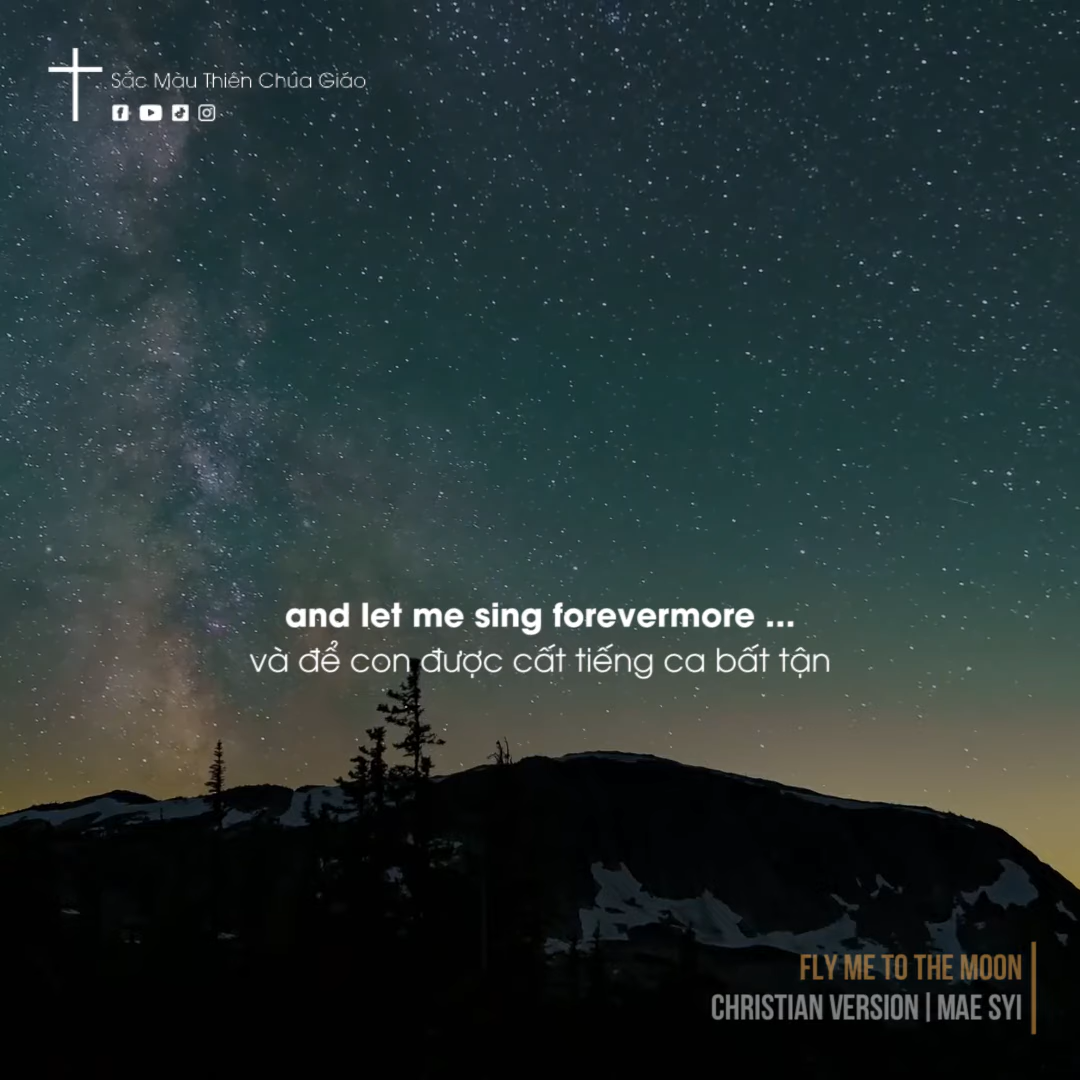 Sắc Màu Thiên Chúa Giáo
and let me sing forevermore ...
và để con được cất tiếng ca bất tận
FLY ME TO THE MOON
CHRISTIAN VERSION | MAE SYI